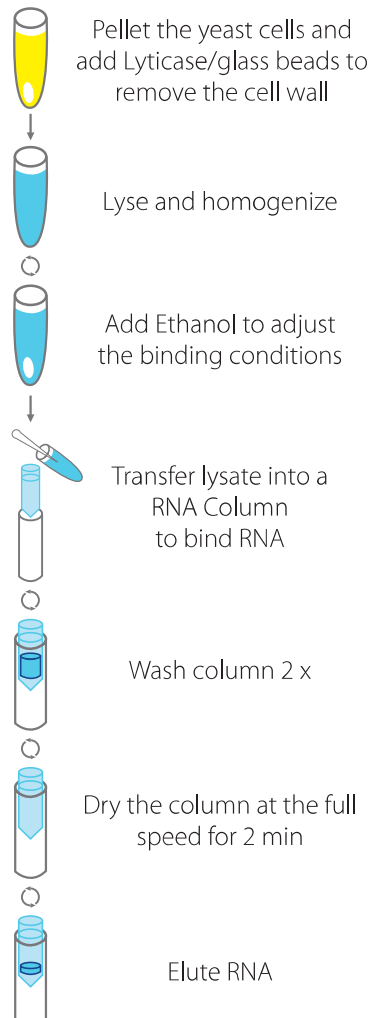 Pellet the yeast cells and
add Lyticase/glass beads to
remove the cell wall
Lyse and homogenize
Add Ethanol to adjust
the binding conditions
Transfer lysate into a
RNA Column
to bind RNA
Wash column 2 x
Dry the column at the full
speed for 2 min
Elute RNA